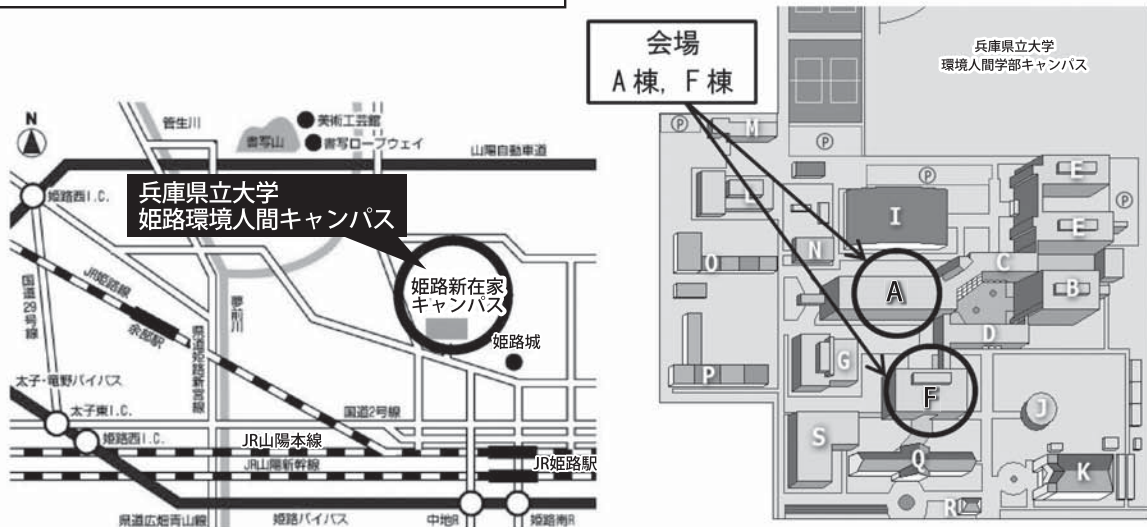 N
管生川
書写山
美術工芸館
書写ロープウェイ
山陽自動車道
姫路西I.C.
兵庫県立大学
姫路環境人間キャンパス
姫路新在家
キャンパス
姫路城
国道29号線
JR姫新線
余部駅
県道姫路新宮線
夢前川
太子・竜野バイパス
太子東I.C.
姫路西I.C.
国道2号線
JR山陽本線
JR山陽新幹線
JR姫路駅
県道広畑青山線
姫路バイパス
中地R
姫路南R
会場
A棟, F棟
兵庫県立大学
環境人間学部キャンパス
P
M
P
P
P
L
I
E
E
N
O
A
C
B
D
G
P
F
J
S
Q
K
R